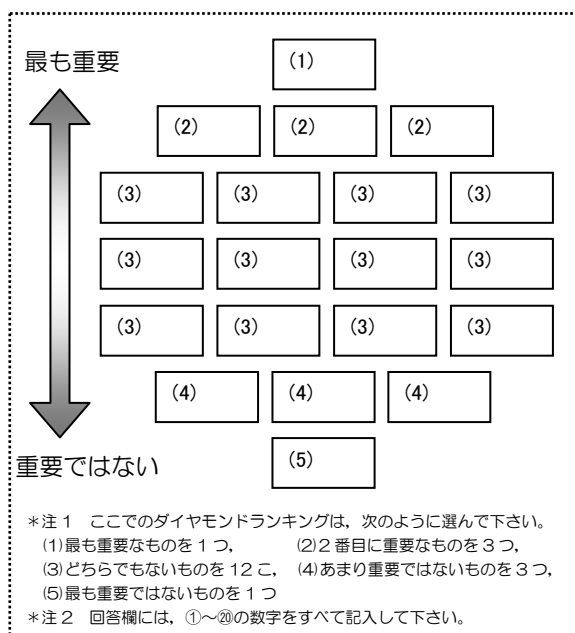 最も重要
(1)
(2) (2) (2)
(3) (3) (3) (3)
(3) (3) (3) (3)
(3) (3) (3) (3)
(4) (4) (4)
重要ではない
(5)
＊注1　ここでのダイヤモンドランキングは，次のように選んで下さい。
(1)最も重要なものを1つ，　(2)2番目に重要なものを3つ，
(3)どちらでもないものを12こ，　(4)あまり重要ではないものを3つ，
(5)最も重要ではないものを1つ
＊注2　回答欄には，①～⑳の数字をすべて記入して下さい。